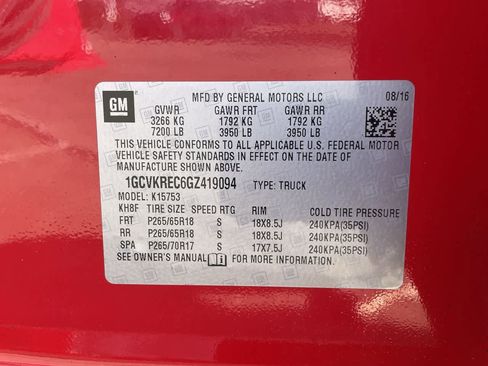 GM
MFD BY GENERAL MOTORS LLC 08/16
GVWR GAWR FRT GAWR RR
3266 KG 1792 KG 1792 KG
7200 LB 3950 LB 3950 LB
THIS VEHICLE CONFORMS TO ALL APPLICABLE U.S. FEDERAL MOTOR
VEHICLE SAFETY STANDARDS IN EFFECT ON THE DATE OF
MANUFACTURE SHOWN ABOVE.
1GCVKREC6GZ419094 TYPE: TRUCK
MODEL: K15753
KH8F TIRE SIZE SPEED RTG RIM COLD TIRE PRESSURE
FRT P265/65R18 S 18X8.5J 240KPA(35PSI)
RR P265/65R18 S 18X8.5J 240KPA(35PSI)
SPA P265/70R17 S 17X7.5J 240KPA(35PSI)
SEE OWNER'S MANUAL FOR MORE INFORMATION